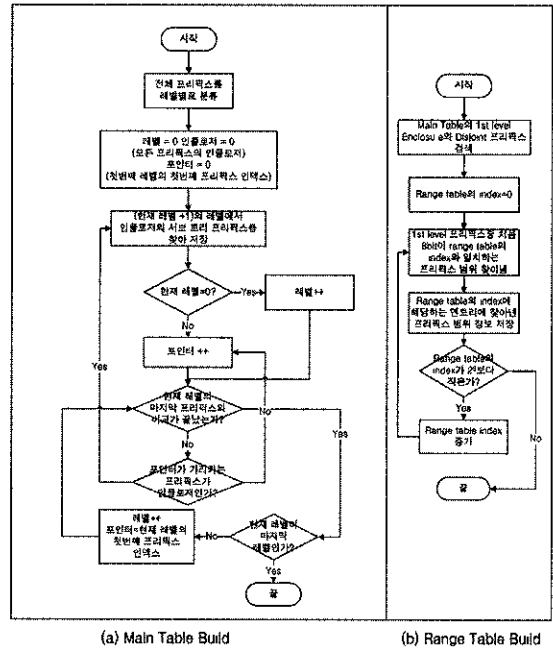 시작
전체 프리픽스를
레벨별로 분류
레벨 = 0 인클로저 = 0
(모든 프리픽스의 인클로저)
포인터 = 0
(첫번째 레벨의 첫번째 프리픽스 인덱스)
(현재 레벨 +1)의 레벨에서
인클로저의 서브 트리 프리픽스를
찾아 저장
현재 레벨=0?
Yes
레벨++
No
포인터 ++
Yes
현재 레벨의
마지막 프리픽스의
비교가 끝났는가?
No
Yes
No
포인터가 가리키는
프리픽스가
인클로저인가?
레벨++
포인터=현재 레벨의
첫번째 프리픽스
인덱스
No
현재 레벨이
마지막
레벨인가?
Yes
끝
(a) Main Table Build
시작
Main Table의 1st level
Enclosure와 Disjoint 프리픽스
검색
Range table의 index=0
1st level 프리픽스중 처음
8bit이 range table의
index와 일치하는
프리픽스 범위 찾아냄
Range table의 index에
해당하는 엔트리에 찾아낸
프리픽스 범위 정보 저장
Range table의
index가 2⁸보다
작은가?
Yes
No
Range table index
증가
끝
(b) Range Table Build